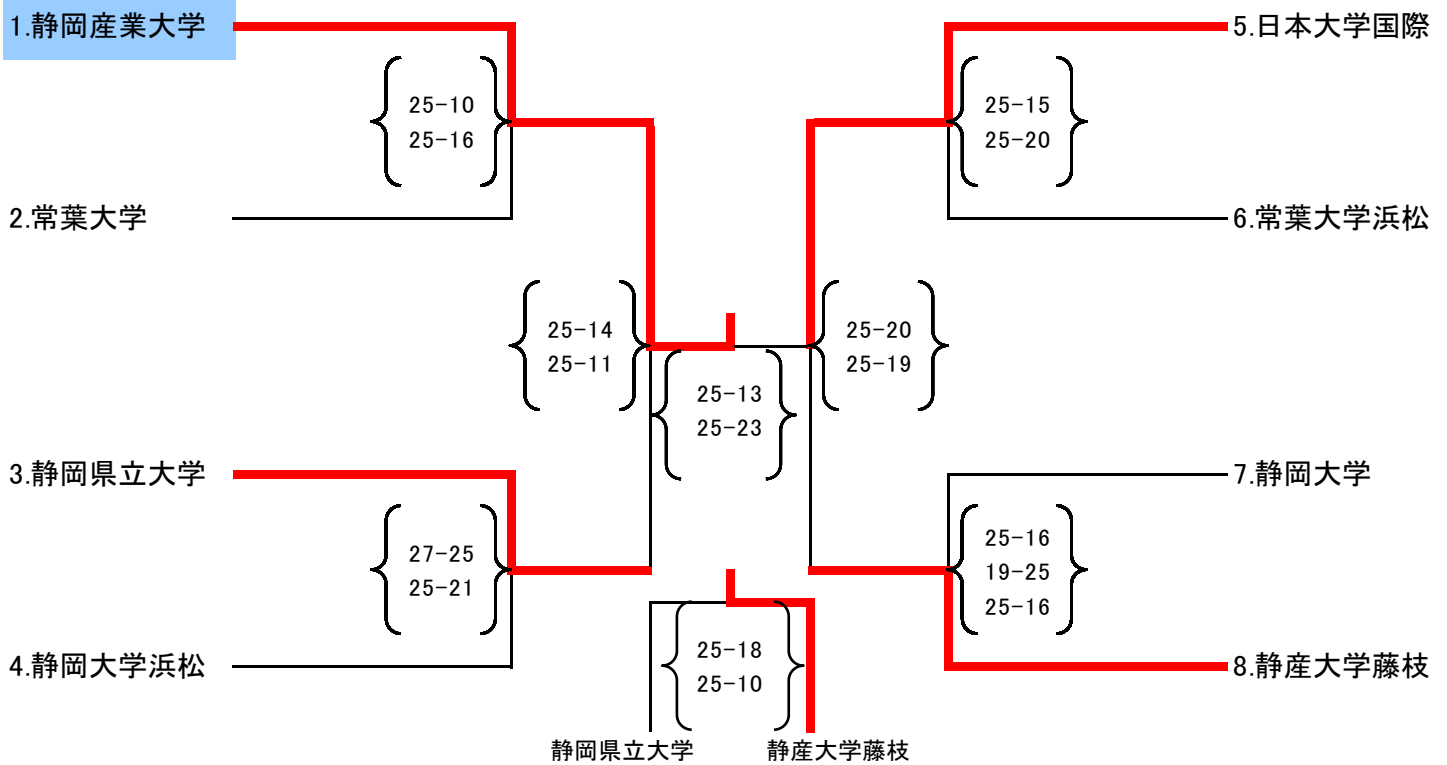 1.静岡産業大学
5.日本大学国際
25-10
25-16
25-15
25-20
2.常葉大学
6.常葉大学浜松
25-14
25-11
25-20
25-19
25-13
25-23
3.静岡県立大学
7.静岡大学
27-25
25-21
25-16
19-25
25-16
4.静岡大学浜松
25-18
25-10
8.静産大学藤枝
静岡県立大学
静産大学藤枝